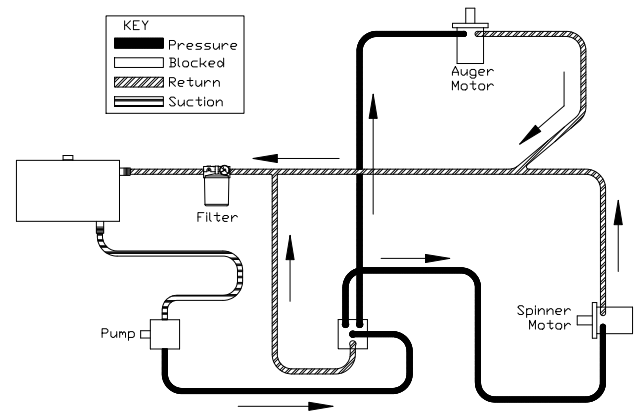 KEY
Pressure
Blocked
Return
Suction
Auger
Motor
Filter
Pump
Spinner
Motor